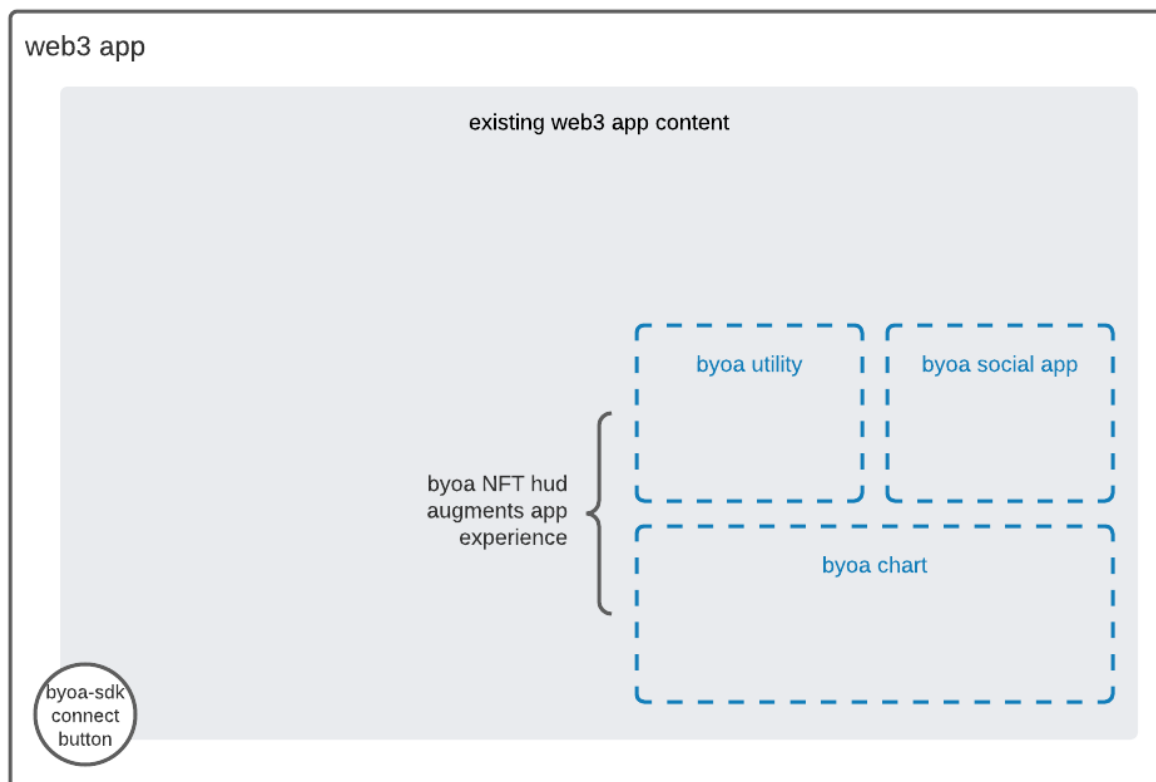 web3 app
existing web3 app content
byoa utility
byoa social app
byoa NFT hud
augments app
experience
byoa chart
byoa-sdk
connect
button